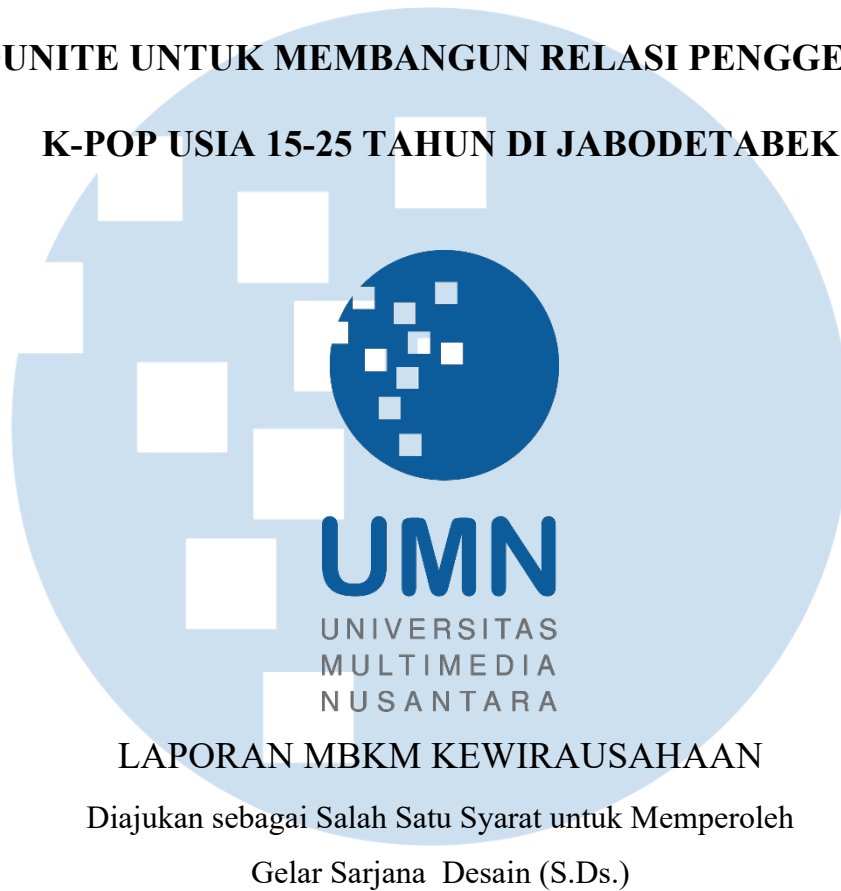 UNITE UNTUK MEMBANGUN RELASI
K-POP USIA 15-25 TAHUN DI JABODETABEK
UMN
UNIVERSITAS
MULTIMEDIA
NUSANTARA
LAPORAN MBKM KEWIRAUSAHAAN
Diajukan sebagai Salah Satu Syarat untuk Memperoleh
Gelar Sarjana Desain (S.Ds.)